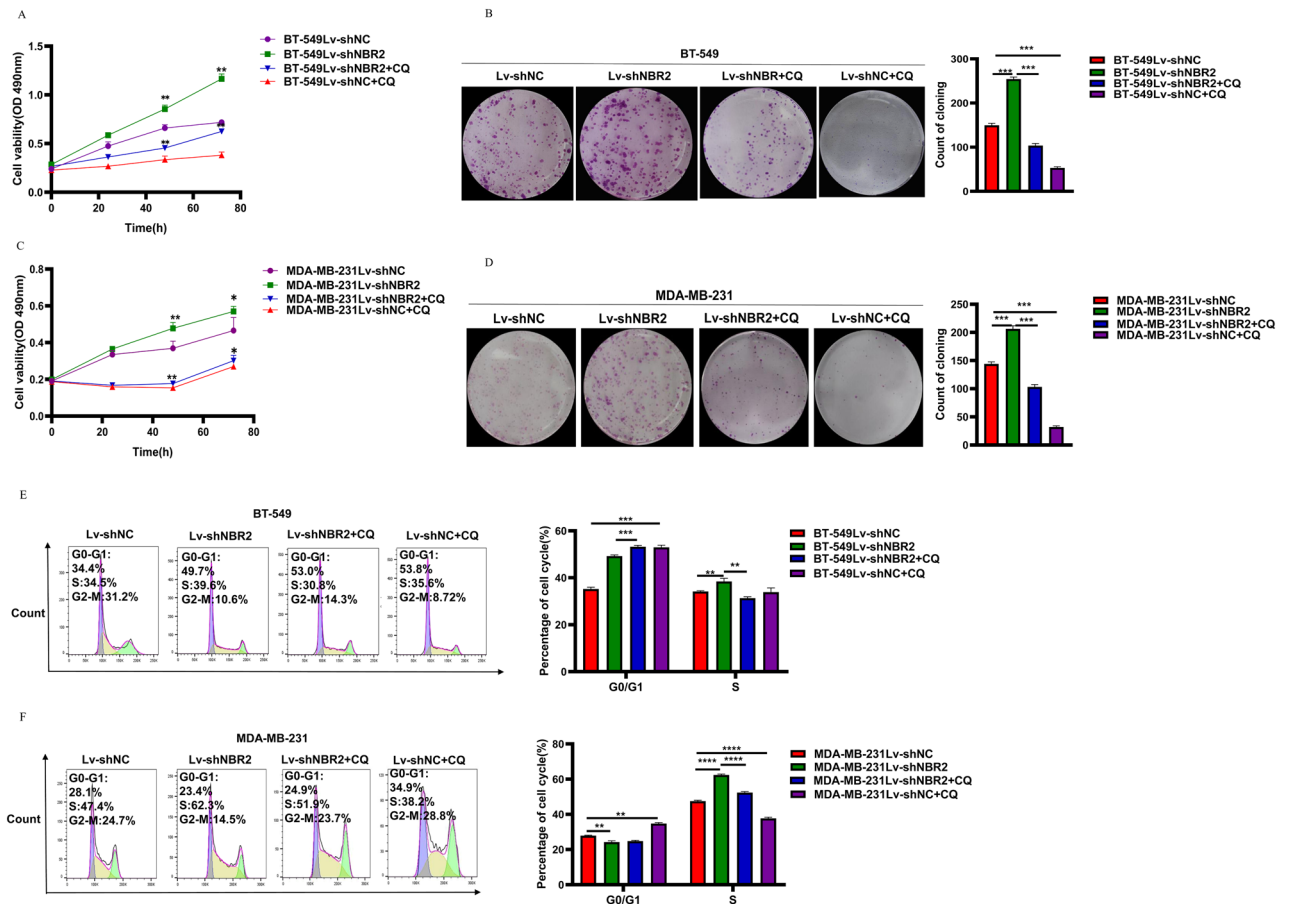 A
BT-549Lv-shNC
BT-549Lv-shNBR2
BT-549Lv-shNBR2+CQ
BT-549Lv-shNC+CQ
Cell viability(OD 490nm)
1.5
1.0
0.5
0.0
** ** ** **
0 20 40 60 80
Time(h)
B
BT-549
Lv-shNC Lv-shNBR2 Lv-shNBR+CQ Lv-shNC+CQ
Count of cloning
300
200
100
0
***
*** ***
BT-549Lv-shNC
BT-549Lv-shNBR2
BT-549Lv-shNBR2+CQ
BT-549Lv-shNC+CQ
C
MDA-MB-231Lv-shNC
MDA-MB-231Lv-shNBR2
MDA-MB-231Lv-shNBR2+CQ
MDA-MB-231Lv-shNC+CQ
Cell viability(OD 490nm)
0.8
0.6
0.4
0.2
0.0
** * ** *
0 20 40 60 80
Time(h)
D
MDA-MB-231
Lv-shNC Lv-shNBR2 Lv-shNBR2+CQ Lv-shNC+CQ
Count of cloning
250
200
150
100
50
0
***
*** ***
MDA-MB-231Lv-shNC
MDA-MB-231Lv-shNBR2
MDA-MB-231Lv-shNBR2+CQ
MDA-MB-231Lv-shNC+CQ
E
BT-549
Lv-shNC Lv-shNBR2 Lv-shNBR2+CQ Lv-shNC+CQ
G0-G1: G0-G1: G0-G1: G0-G1:
34.4% 49.7% 53.0% 53.8%
S:34.5% S:39.6% S:30.8% S:35.6%
G2-M:31.2% G2-M:10.6% G2-M:14.3% G2-M:8.72%
Count
Percentage of cell cycle(%)
60
40
20
0
***
***
** **
G0/G1 S
BT-549Lv-shNC
BT-549Lv-shNBR2
BT-549Lv-shNBR2+CQ
BT-549Lv-shNC+CQ
F
MDA-MB-231
Lv-shNC Lv-shNBR2 Lv-shNBR2+CQ Lv-shNC+CQ
G0-G1: G0-G1: G0-G1: G0-G1:
28.1% 23.4% 24.9% 34.9%
S:47.4% S:62.3% S:51.9% S:38.2%
G2-M:24.7% G2-M:14.5% G2-M:23.7% G2-M:28.8%
Count
Percentage of cell cycle(%)
80
60
40
20
0
****
**** ****
**
**
G0/G1 S
MDA-MB-231Lv-shNC
MDA-MB-231Lv-shNBR2
MDA-MB-231Lv-shNBR2+CQ
MDA-MB-231Lv-shNC+CQ